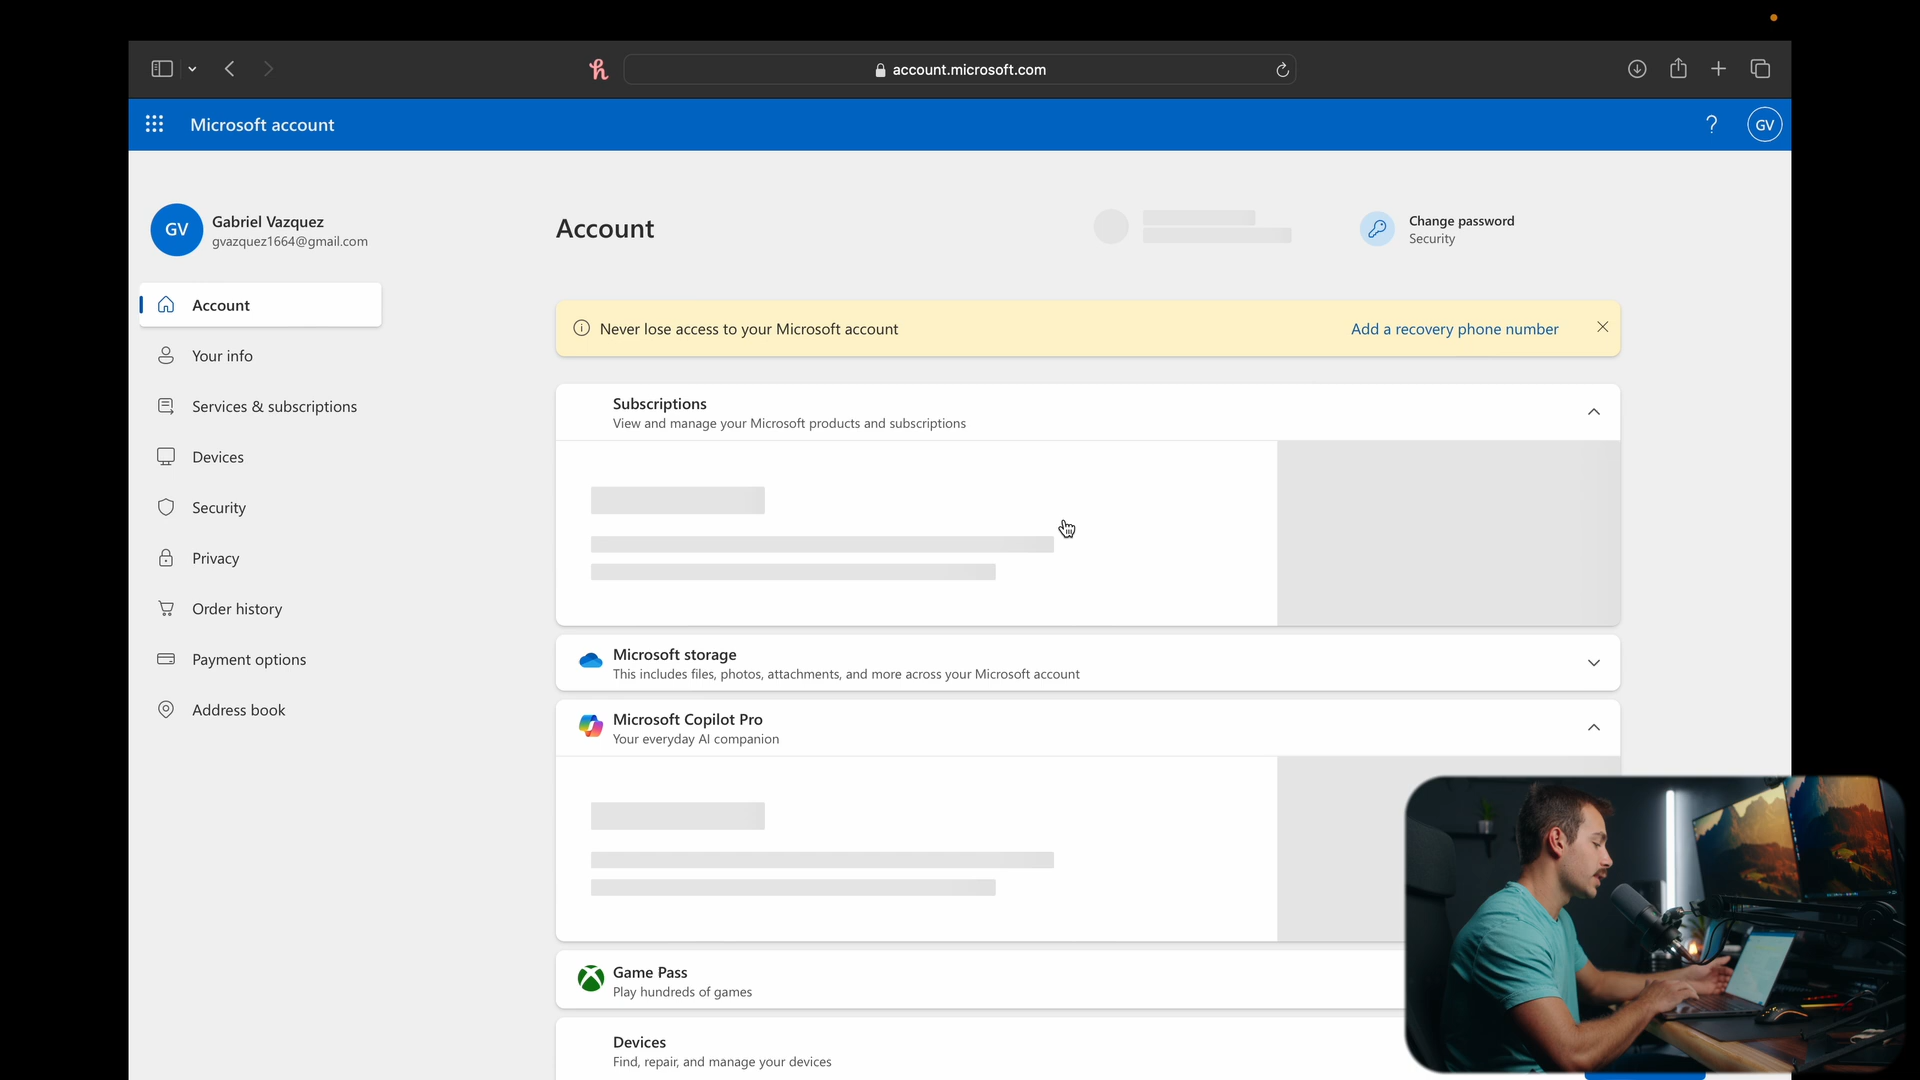 account.microsoft.com
Microsoft account
?
GV
GV
Gabriel Vazquez
gvazquez1664@gmail.com
Account
Your info
Services & subscriptions
Devices
Security
Privacy
Order history
Payment options
Address book
Account
Change password
Security
Never lose access to your Microsoft account
Add a recovery phone number
Subscriptions
View and manage your Microsoft products and subscriptions
Microsoft storage
This includes files, photos, attachments, and more across your Microsoft account
Microsoft Copilot Pro
Your everyday AI companion
Game Pass
Play hundreds of games
Devices
Find, repair, and manage your devices